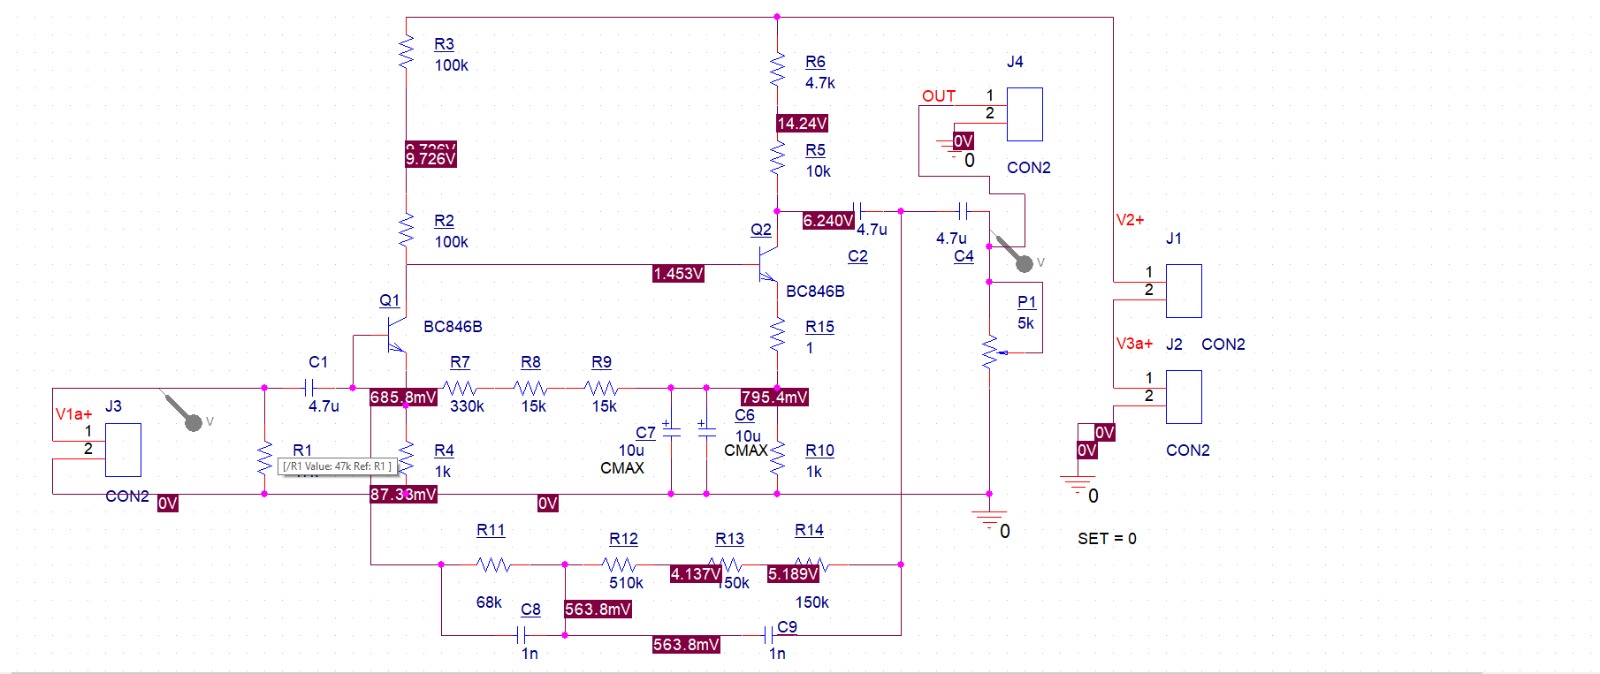 R3
100k
9.726V
9.726V
R2
100k
R6
4.7k
14.24V
R5
10k
J4
OUT
1
2
0V
0
CON2
Q2
6.240V
4.7u
C2
4.7u
C4
V
V2+
J1
1
2
1.453V
BC846B
Q1
BC846B
R15
1
P1
5k
V3a+
J2
CON2
1
2
0V
0V
CON2
0
SET = 0
C1
4.7u
R7
330k
R8
15k
R9
15k
685.8mV
795.4mV
V1a+
J3
1
2
V
CON2
R1
[/R1 Value: 47k Ref: R1 ]
R4
1k
C7
10u
CMAX
C6
10u
CMAX
R10
1k
0V
87.33mV
0V
0
R11
68k
R12
510k
R13
150k
R14
150k
4.137V
5.189V
C8
1n
563.8mV
563.8mV
C9
1n